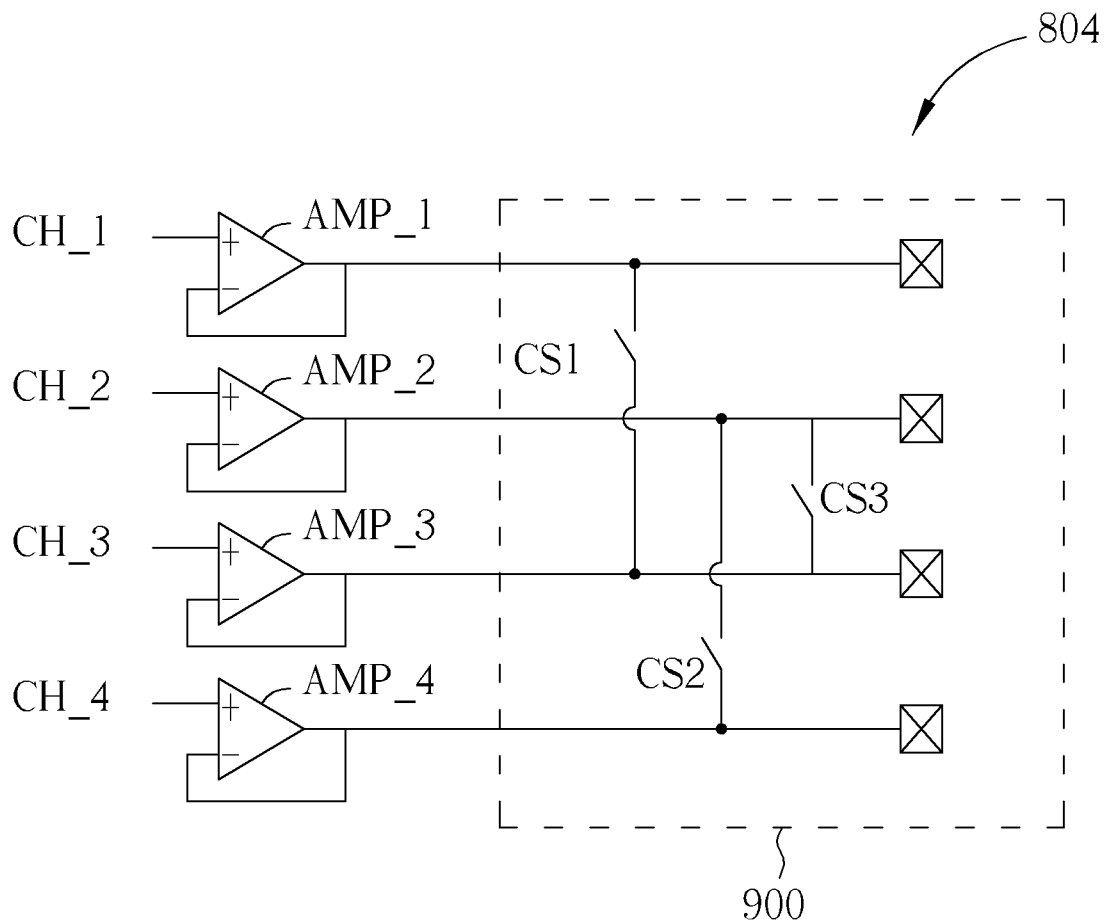 804
CH_1
AMP_1
+
−
CS1
CH_2
AMP_2
+
−
CS3
CH_3
AMP_3
+
−
CS2
CH_4
AMP_4
+
−
900